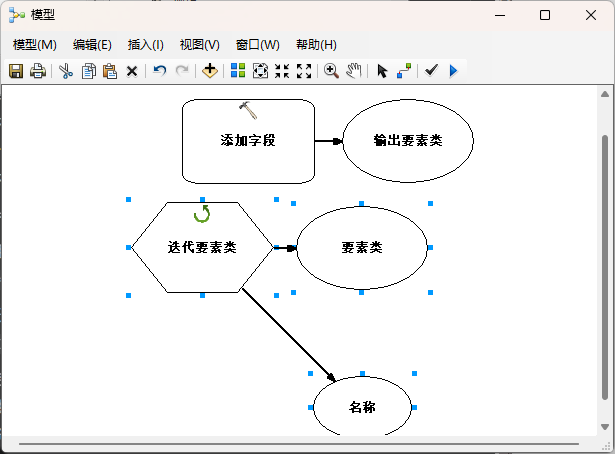 模型
模型(M) 编辑(E) 插入(I) 视图(V) 窗口(W) 帮助(H)
添加字段 输出要素类
迭代要素类 要素类
名称